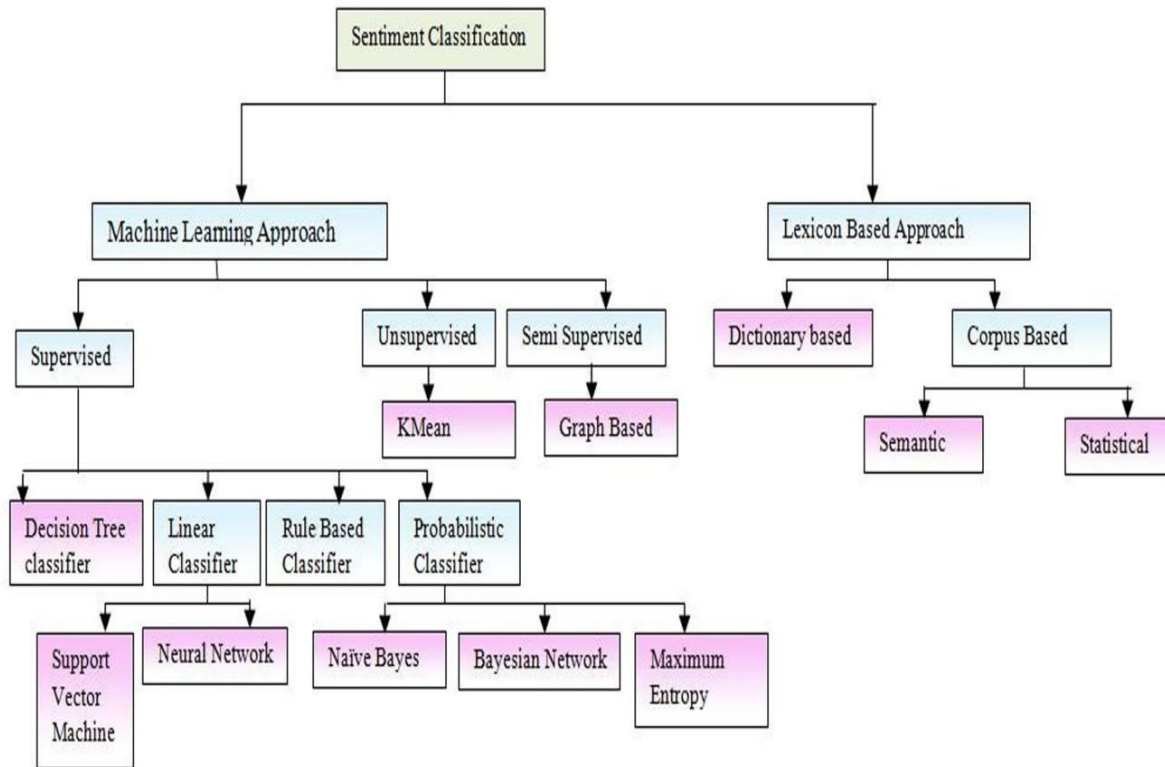 Sentiment Classification
Machine Learning Approach
Lexicon Based Approach
Supervised
Unsupervised
Semi Supervised
Dictionary based
Corpus Based
KMean
Graph Based
Semantic
Statistical
Decision Tree
classifier
Linear
Classifier
Rule Based
Classifier
Probabilistic
Classifier
Support
Vector
Machine
Neural Network
Naïve Bayes
Bayesian Network
Maximum
Entropy